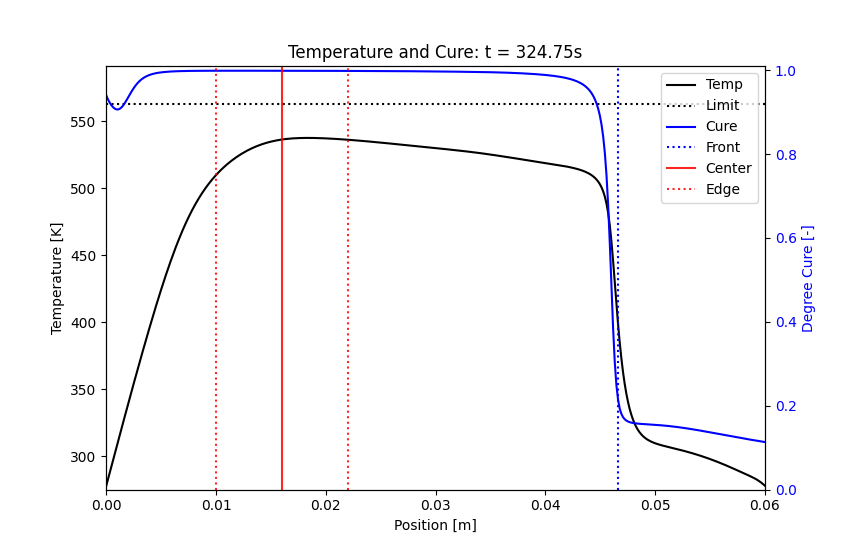 Temperature and Cure: t = 324.75s
Temperature [K]
550
500
450
400
350
300
1.0
0.8
0.6
0.4
0.2
0.0
Degree Cure [-]
Temp
Limit
Cure
Front
Center
Edge
0.00 0.01 0.02 0.03 0.04 0.05 0.06
Position [m]